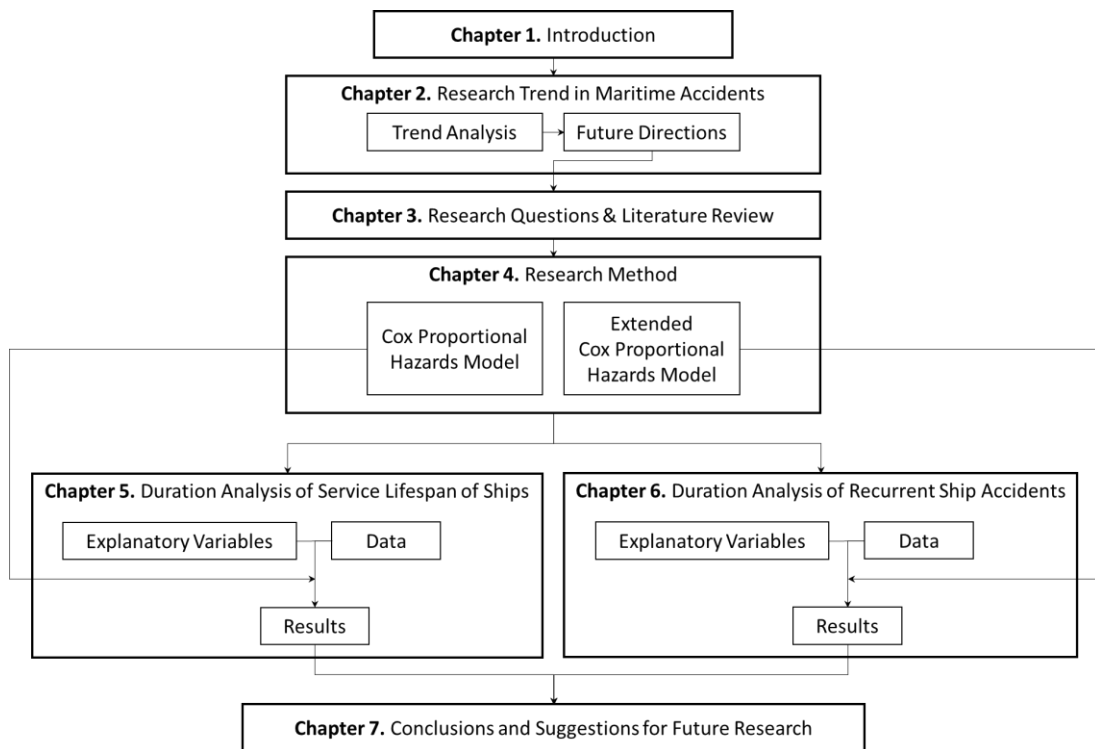 Chapter 1. Introduction
Chapter 2. Research Trend in Maritime Accidents
Trend Analysis
Future Directions
Chapter 3. Research Questions & Literature Review
Chapter 4. Research Method
Cox Proportional
Hazards Model
Extended
Cox Proportional
Hazards Model
Chapter 5. Duration Analysis of Service Lifespan of Ships
Explanatory Variables
Data
Results
Chapter 6. Duration Analysis of Recurrent Ship Accidents
Explanatory Variables
Data
Results
Chapter 7. Conclusions and Suggestions for Future Research